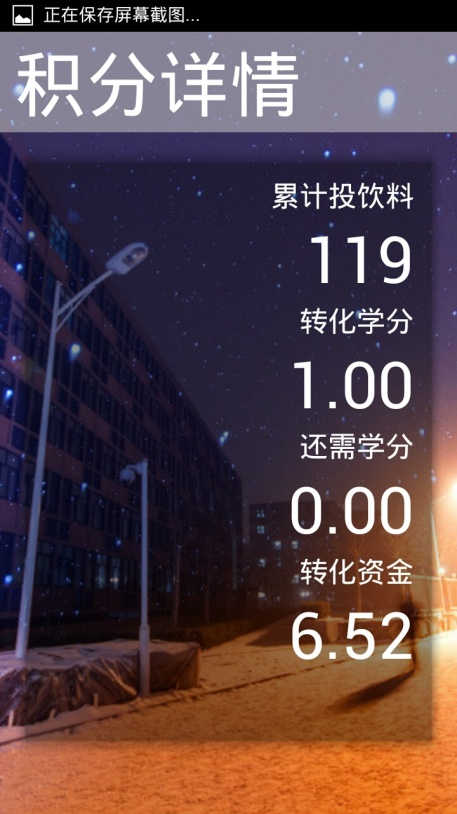 正在保存屏幕截图...
积分详情
累计投饮料
119
转化学分
1.00
还需学分
0.00
转化资金
6.52